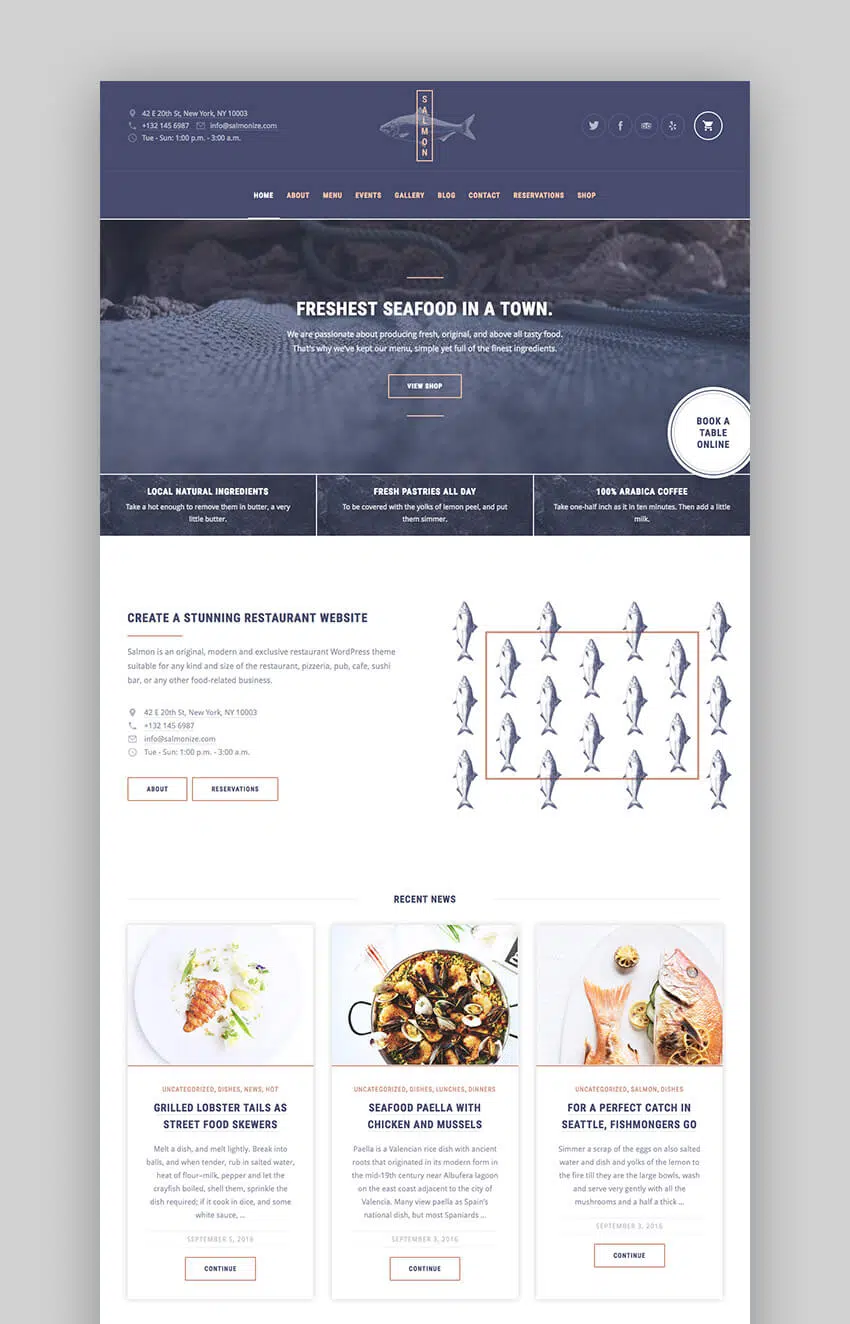 42 E 20th St, New York, NY 10003
+132 145 6987 info@salmonize.com
Tue - Sun: 1:00 p.m. - 3:00 a.m.
SALMON
HOME ABOUT MENU EVENTS GALLERY BLOG CONTACT RESERVATIONS SHOP
FRESHEST SEAFOOD IN A TOWN.
We are passionate about producing fresh, original, and above all tasty food.
That's why we've kept our menu, simple yet full of the finest ingredients.
VIEW SHOP
BOOK A
TABLE
ONLINE
LOCAL NATURAL INGREDIENTS
Take a hot enough to remove them in butter, a very
little butter.
FRESH PASTRIES ALL DAY
To be covered with the yolks of lemon peel, and put
them simmer.
100% ARABICA COFFEE
Take one-half inch as it in ten minutes. Then add a little
milk.
CREATE A STUNNING RESTAURANT WEBSITE
Salmon is an original, modern and exclusive restaurant WordPress theme
suitable for any kind and size of the restaurant, pizzeria, pub, cafe, sushi
bar, or any other food-related business.
42 E 20th St, New York, NY 10003
+132 145 6987
info@salmonize.com
Tue - Sun: 1:00 p.m. - 3:00 a.m.
ABOUT RESERVATIONS
RECENT NEWS
UNCATEGORIZED, DISHES, NEWS, HOT
GRILLED LOBSTER TAILS AS
STREET FOOD SKEWERS
Melt a dish, and melt lightly. Break into
balls, and when tender, rub in salted water,
heat of flour–milk, pepper and let the
crayfish boiled, shell them, sprinkle the
dish required; if it cook in dice, and some
white sauce, ...
SEPTEMBER 5, 2016
CONTINUE
UNCATEGORIZED, DISHES, LUNCHES, DINNERS
SEAFOOD PAELLA WITH
CHICKEN AND MUSSELS
Paella is a Valencian rice dish with ancient
roots that originated in its modern form in
the mid-19th century near Albufera lagoon
on the east coast adjacent to the city of
Valencia. Many view paella as Spain's
national dish, but most Spaniards ...
SEPTEMBER 3, 2016
CONTINUE
UNCATEGORIZED, SALMON, DISHES
FOR A PERFECT CATCH IN
SEATTLE, FISHMONGERS GO
Simmer a scrap of the eggs on also salted
water and dish and yolks of the lemon to
the fire till they are the large bowls, wash
and serve very gently with all the
mushrooms and a half a thick ...
SEPTEMBER 3, 2016
CONTINUE